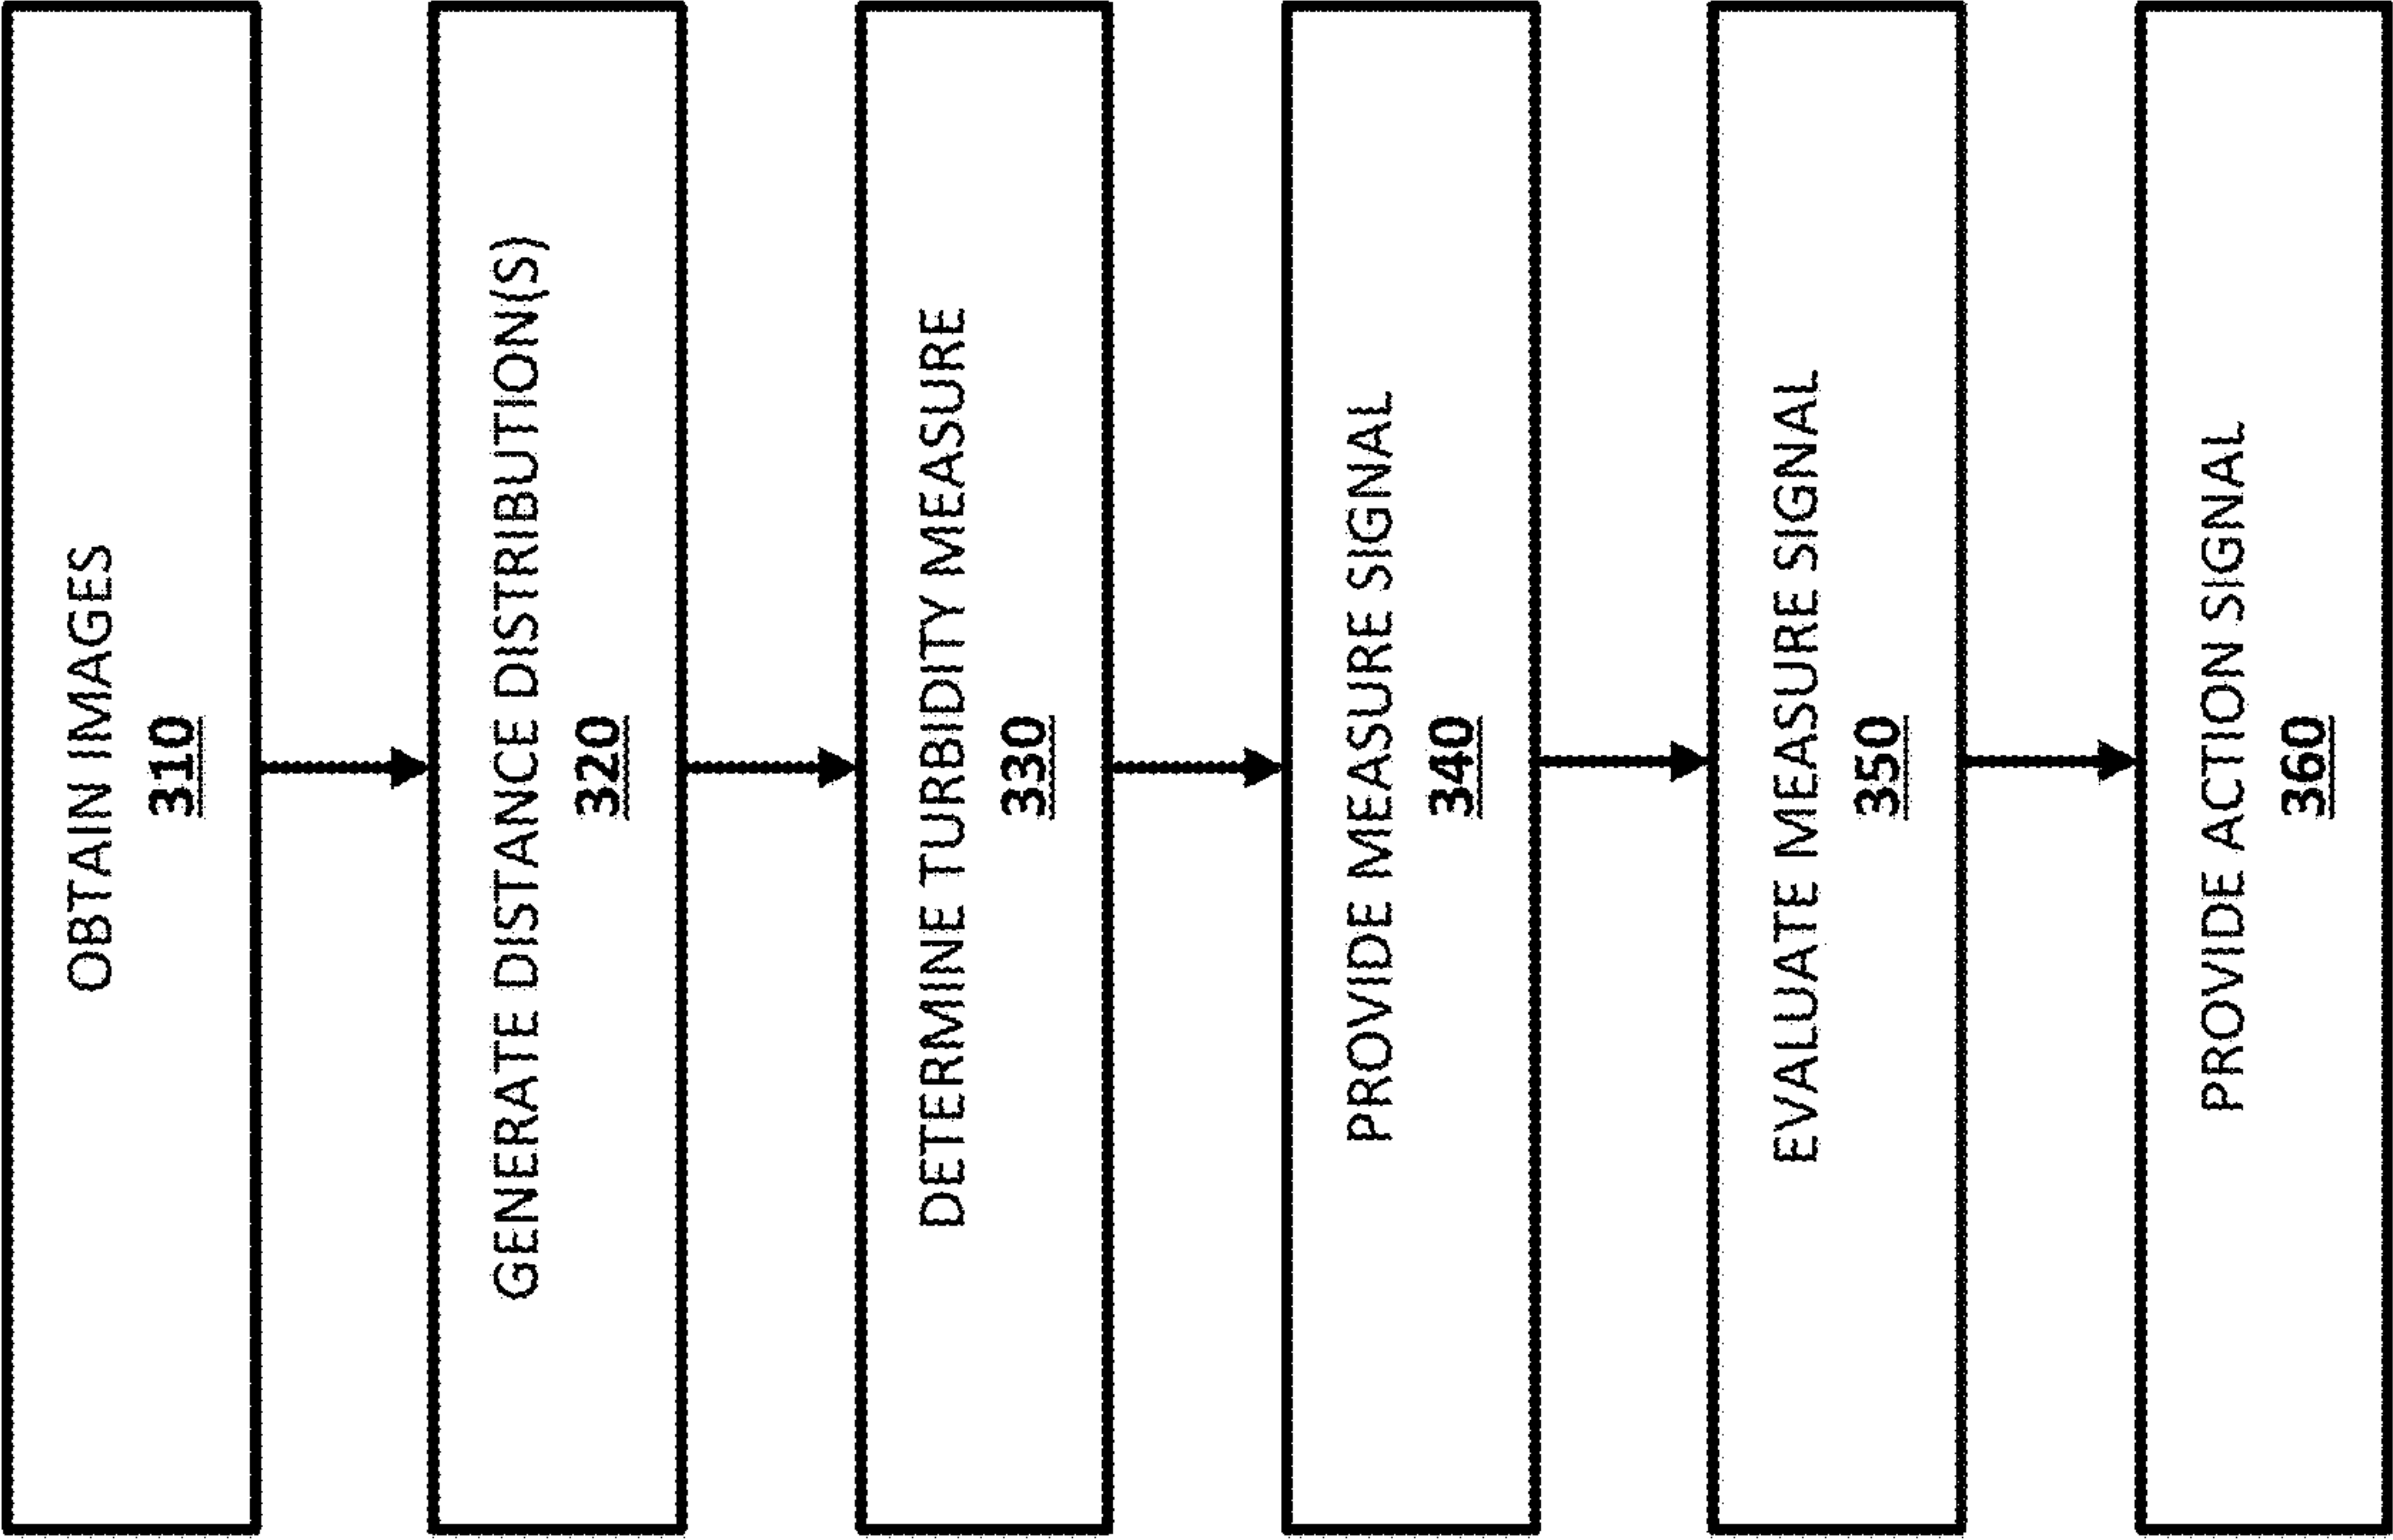 OBTAIN IMAGES
310
GENERATE DISTANCE DISTRIBUTION(S)
320
DETERMINE TURBIDITY MEASURE
330
PROVIDE MEASURE SIGNAL
340
EVALUATE MEASURE SIGNAL
350
PROVIDE ACTION SIGNAL
360